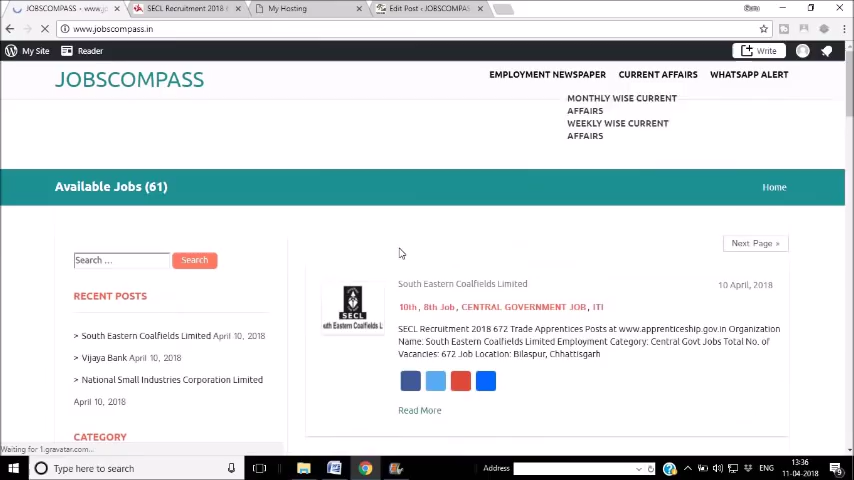 JOBSCOMPASS - www.jo
SECL Recruitment 2018 6
My Hosting
Edit Post ‹ JOBSCOMPASS
www.jobscompass.in
My Site
Reader
Write
JOBSCOMPASS
EMPLOYMENT NEWSPAPER
CURRENT AFFAIRS
WHATSAPP ALERT
MONTHLY WISE CURRENT
AFFAIRS
WEEKLY WISE CURRENT
AFFAIRS
Available Jobs (61)
Home
Search ...
Search
Next Page »
RECENT POSTS
> South Eastern Coalfields Limited April 10, 2018
> Vijaya Bank April 10, 2018
> National Small Industries Corporation Limited
April 10, 2018
CATEGORY
SECL
South Eastern Coalfields Limited
10 April, 2018
10th, 8th Job, CENTRAL GOVERNMENT JOB, ITI
SECL Recruitment 2018 672 Trade Apprentices Posts at www.apprenticeship.gov.in Organization
Name: South Eastern Coalfields Limited Employment Category: Central Govt Jobs Total No. of
Vacancies: 672 Job Location: Bilaspur, Chhattisgarh
Read More
Waiting for 1.gravatar.com...
Type here to search
Address
ENG
13:36
11-04-2018